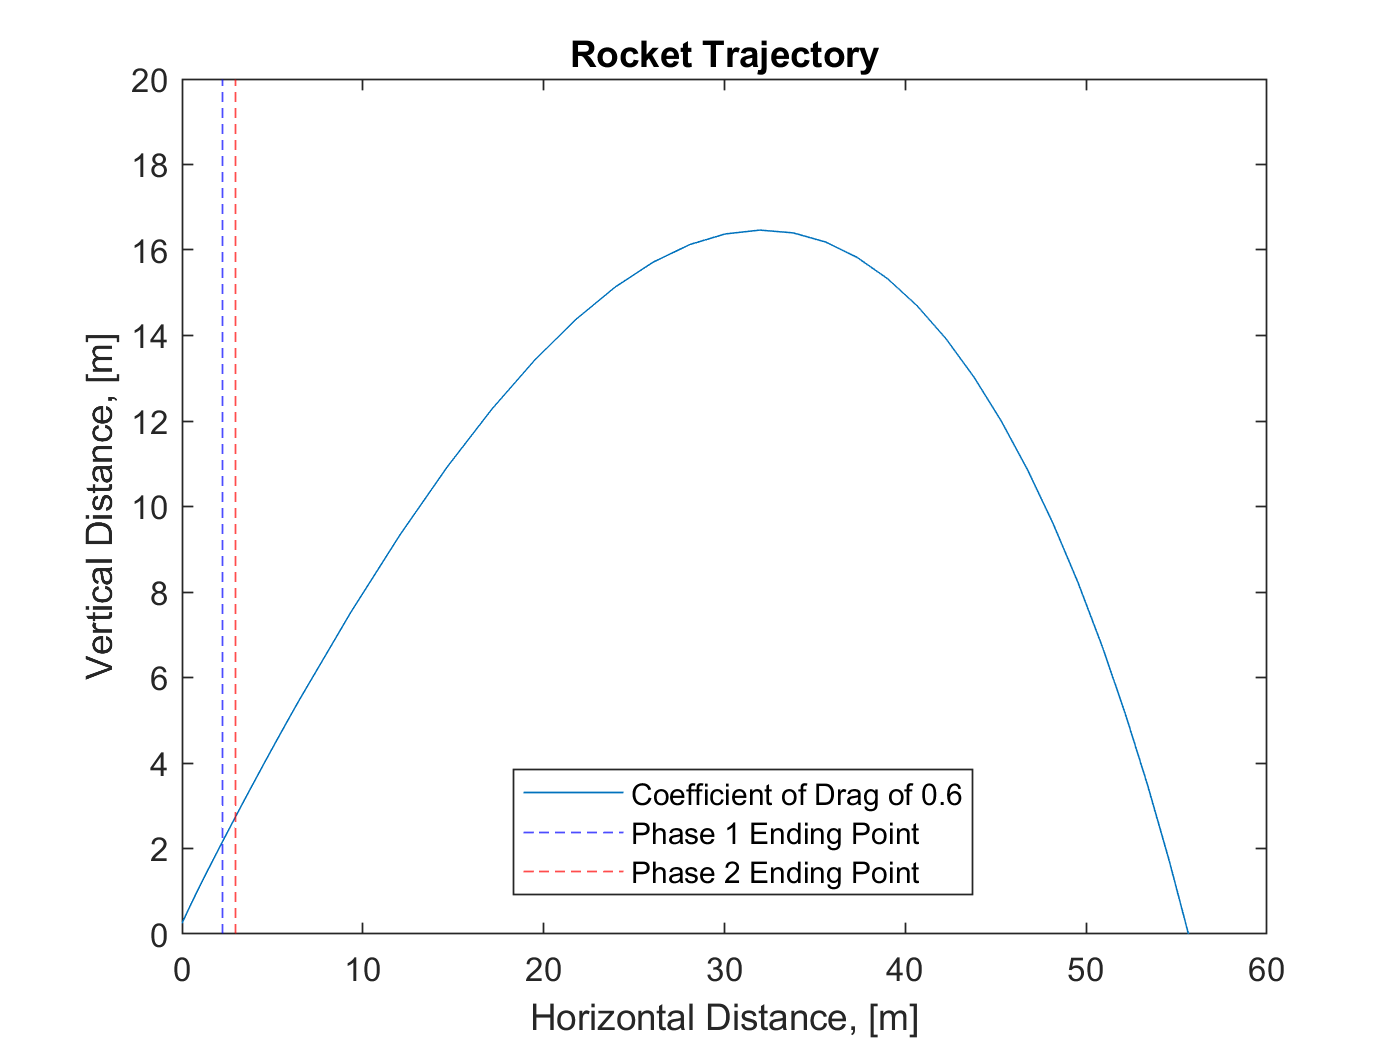 Rocket Trajectory
20
18
16
14
12
10
8
6
4
2
0
Vertical Distance, [m]
Coefficient of Drag of 0.6
Phase 1 Ending Point
Phase 2 Ending Point
0 10 20 30 40 50 60
Horizontal Distance, [m]